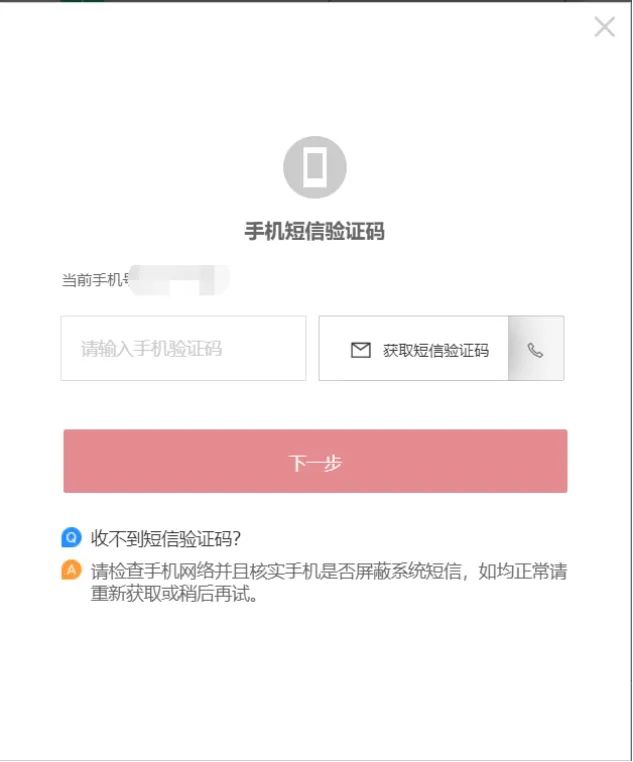 手机短信验证码
当前手机号
请输入手机验证码
获取短信验证码
下一步
Q 收不到短信验证码?
A 请检查手机网络并且核实手机是否屏蔽系统短信，如均正常请
重新获取或稍后再试。